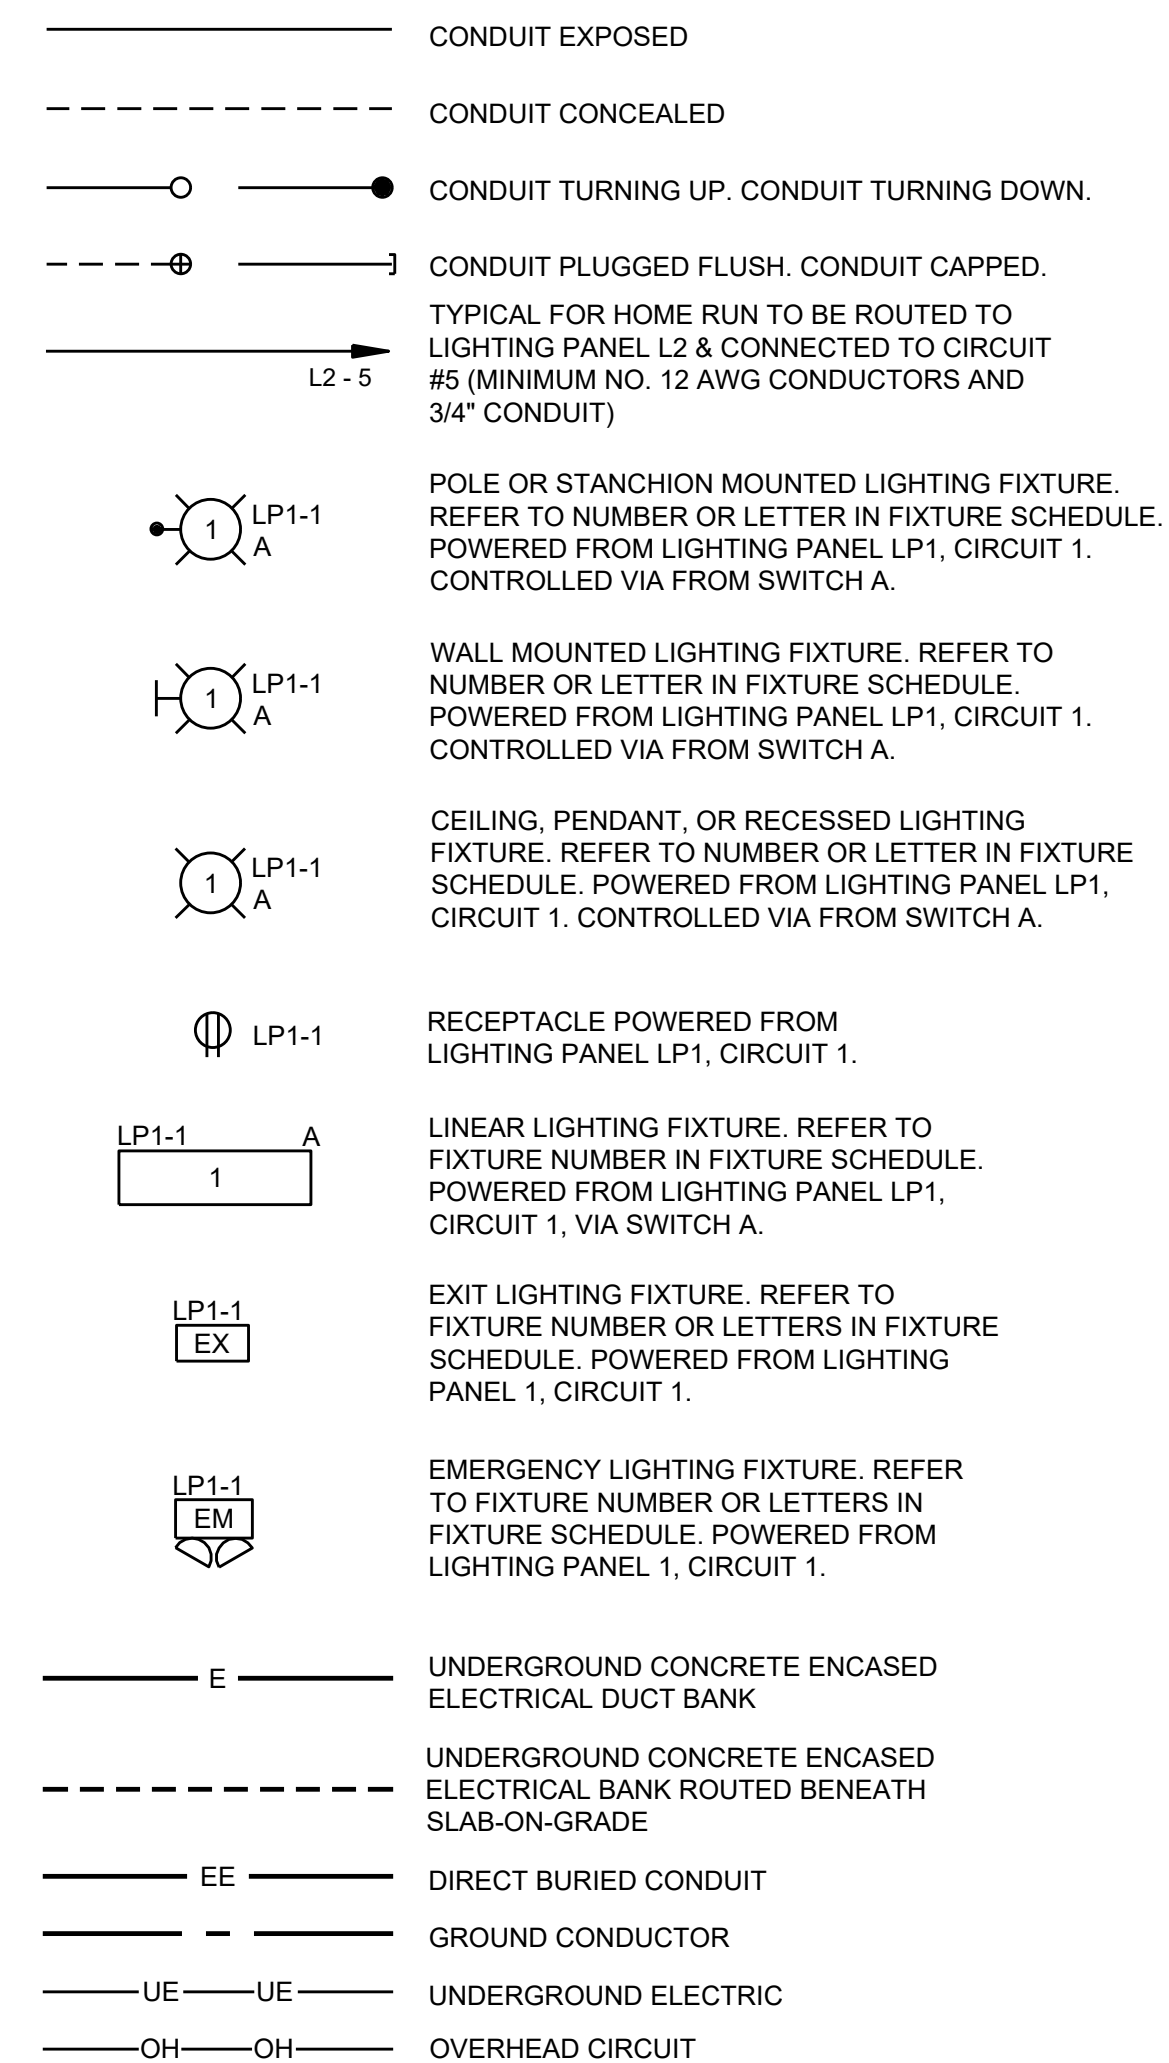 CONDUIT EXPOSED
CONDUIT CONCEALED
CONDUIT TURNING UP. CONDUIT TURNING DOWN.
CONDUIT PLUGGED FLUSH. CONDUIT CAPPED.
L2 - 5
TYPICAL FOR HOME RUN TO BE ROUTED TO
LIGHTING PANEL L2 & CONNECTED TO CIRCUIT
#5 (MINIMUM NO. 12 AWG CONDUCTORS AND
3/4" CONDUIT)
1
LP1-1
A
POLE OR STANCHION MOUNTED LIGHTING FIXTURE.
REFER TO NUMBER OR LETTER IN FIXTURE SCHEDULE.
POWERED FROM LIGHTING PANEL LP1, CIRCUIT 1.
CONTROLLED VIA FROM SWITCH A.
1
LP1-1
A
WALL MOUNTED LIGHTING FIXTURE. REFER TO
NUMBER OR LETTER IN FIXTURE SCHEDULE.
POWERED FROM LIGHTING PANEL LP1, CIRCUIT 1.
CONTROLLED VIA FROM SWITCH A.
1
LP1-1
A
CEILING, PENDANT, OR RECESSED LIGHTING
FIXTURE. REFER TO NUMBER OR LETTER IN FIXTURE
SCHEDULE. POWERED FROM LIGHTING PANEL LP1,
CIRCUIT 1. CONTROLLED VIA FROM SWITCH A.
LP1-1
RECEPTACLE POWERED FROM
LIGHTING PANEL LP1, CIRCUIT 1.
LP1-1 A
1
LINEAR LIGHTING FIXTURE. REFER TO
FIXTURE NUMBER IN FIXTURE SCHEDULE.
POWERED FROM LIGHTING PANEL LP1,
CIRCUIT 1, VIA SWITCH A.
LP1-1
EX
EXIT LIGHTING FIXTURE. REFER TO
FIXTURE NUMBER OR LETTERS IN FIXTURE
SCHEDULE. POWERED FROM LIGHTING
PANEL 1, CIRCUIT 1.
LP1-1
EM
EMERGENCY LIGHTING FIXTURE. REFER
TO FIXTURE NUMBER OR LETTERS IN
FIXTURE SCHEDULE. POWERED FROM
LIGHTING PANEL 1, CIRCUIT 1.
E
UNDERGROUND CONCRETE ENCASED
ELECTRICAL DUCT BANK
UNDERGROUND CONCRETE ENCASED
ELECTRICAL BANK ROUTED BENEATH
SLAB-ON-GRADE
EE
DIRECT BURIED CONDUIT
GROUND CONDUCTOR
UE UE
UNDERGROUND ELECTRIC
OH OH
OVERHEAD CIRCUIT